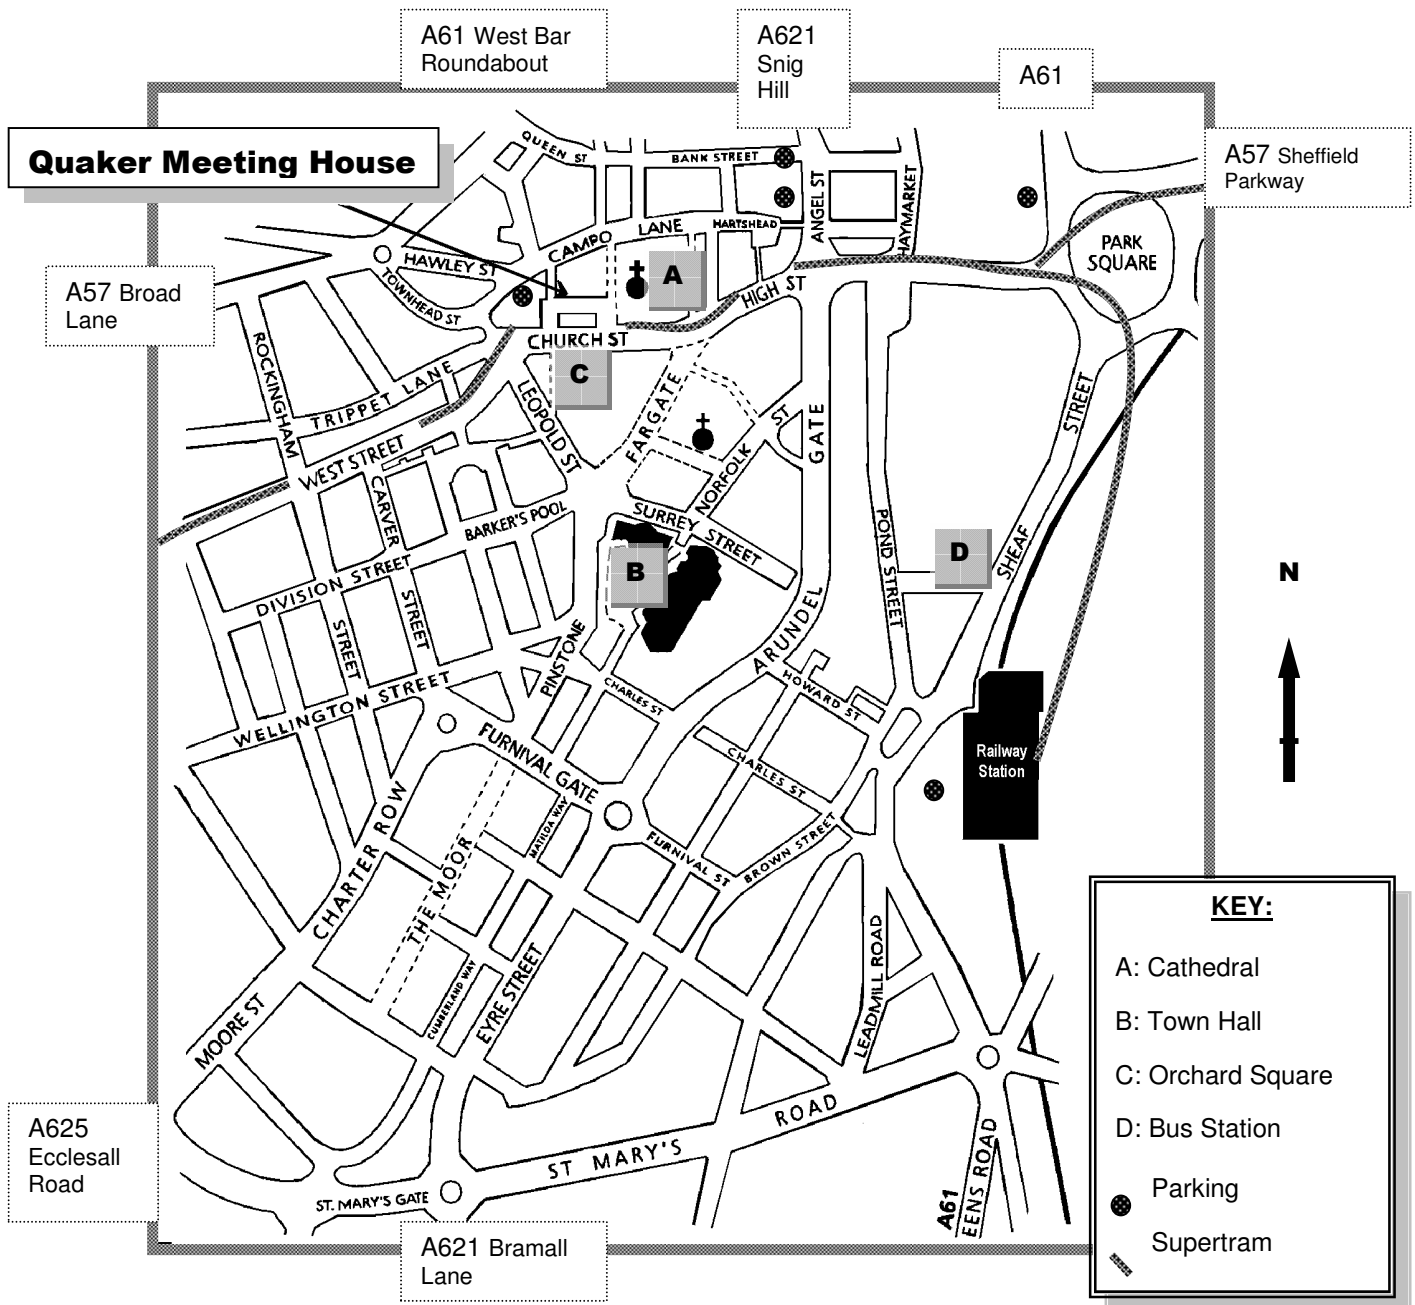 A61 West Bar
Roundabout
A621
Snig
Hill
A61
Quaker Meeting House
A57 Sheffield
Parkway
A57 Broad
Lane
QUEEN ST
BANK STREET
ANGEL ST
HAYMARKET
CAMPO LANE
HARTSHEAD
PARK
SQUARE
HAWLEY ST
TOWNHEAD ST
A
HIGH ST
CHURCH ST
C
ROCKINGHAM
STREET
TRIPPET LANE
LEOPOLD ST
FARGATE
WEST STREET
NORFOLK ST
CARVER
STREET
BARKER'S POOL
SURREY STREET
DIVISION STREET
B
POND STREET
D
SHEAF STREET
ARUNDEL GATE
PINSTONE
WELLINGTON STREET
CHARLES ST
HOWARD ST
FURNIVAL GATE
CHARLES ST
Railway
Station
N
CHARTER ROW
THE MOOR
MATILDA WAY
FURNIVAL ST
BROWN STREET
CUMBERLAND WAY
EYRE STREET
LEADMILL ROAD
MOORE ST
ST MARY'S ROAD
ST. MARY'S GATE
A61
EENS ROAD
A625
Ecclesall
Road
A621 Bramall
Lane
KEY:
A: Cathedral
B: Town Hall
C: Orchard Square
D: Bus Station
Parking
Supertram